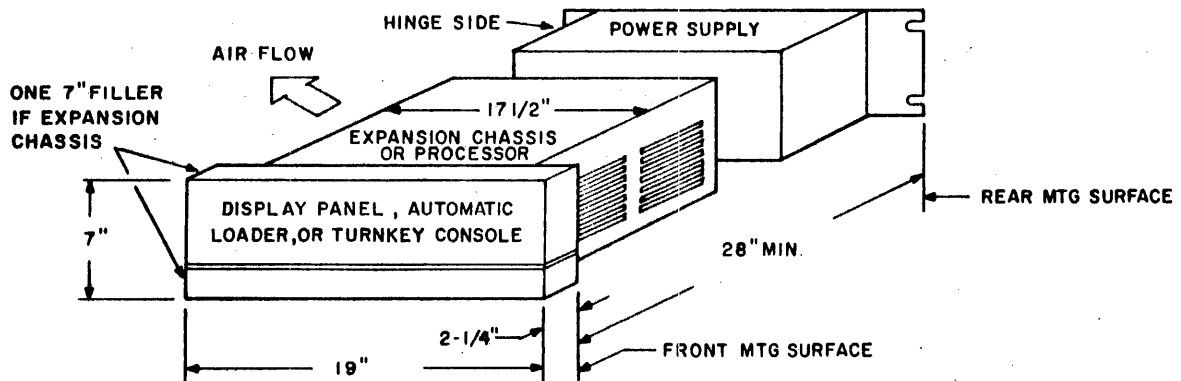 HINGE SIDE
POWER SUPPLY
AIR FLOW
ONE 7" FILLER
IF EXPANSION
CHASSIS
17 1/2"
EXPANSION CHASSIS
OR PROCESSOR
DISPLAY PANEL, AUTOMATIC
LOADER, OR TURNKEY CONSOLE
7"
REAR MTG SURFACE
28" MIN.
2-1/4"
FRONT MTG SURFACE
19"